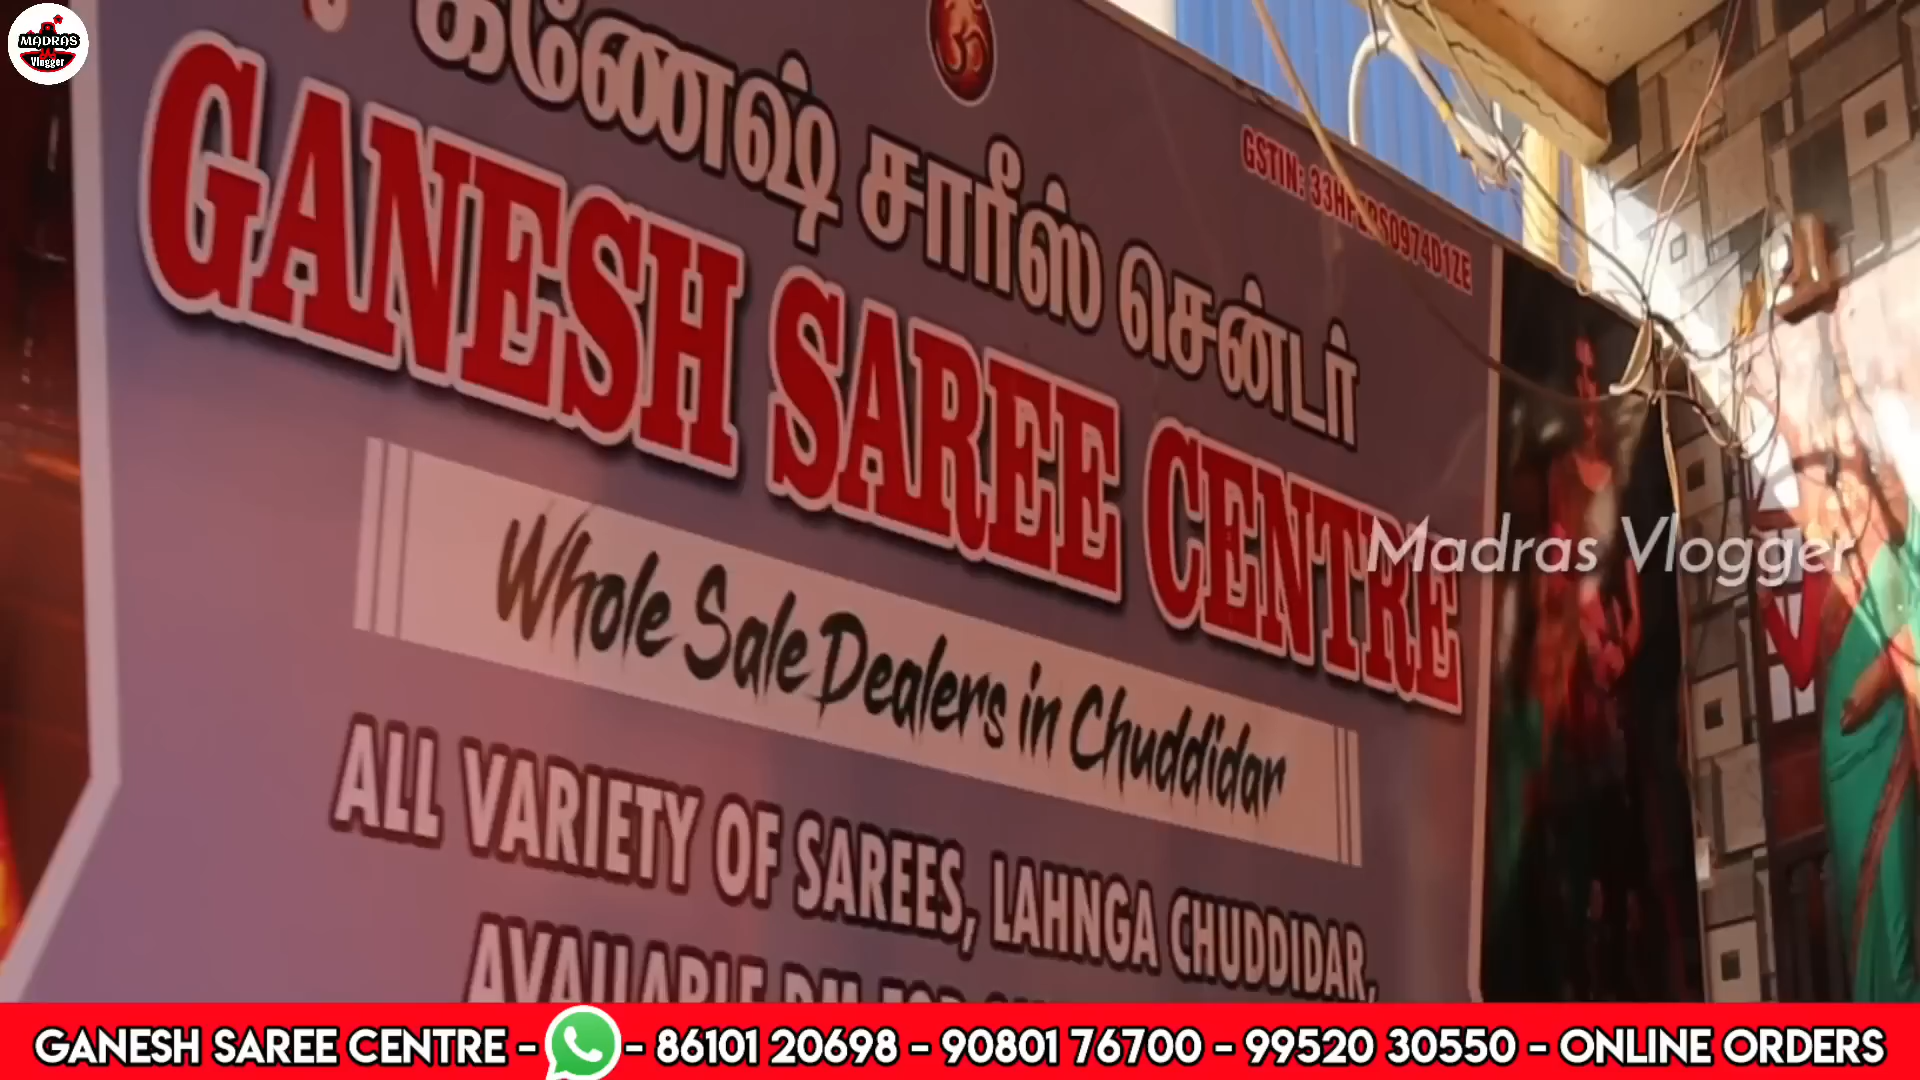 MADRAS
Vlogger
கணேஷ் சாரீஸ் சென்டர்
GANESH SAREE CENTRE
Whole Sale Dealers in Chuddidar
ALL VARIETY OF SAREES, LAHNGA CHUDDIDAR,
AVAILABLE
Madras Vlogger
GANESH SAREE CENTRE - - 86101 20698 - 90801 76700 - 99520 30550 - ONLINE ORDERS